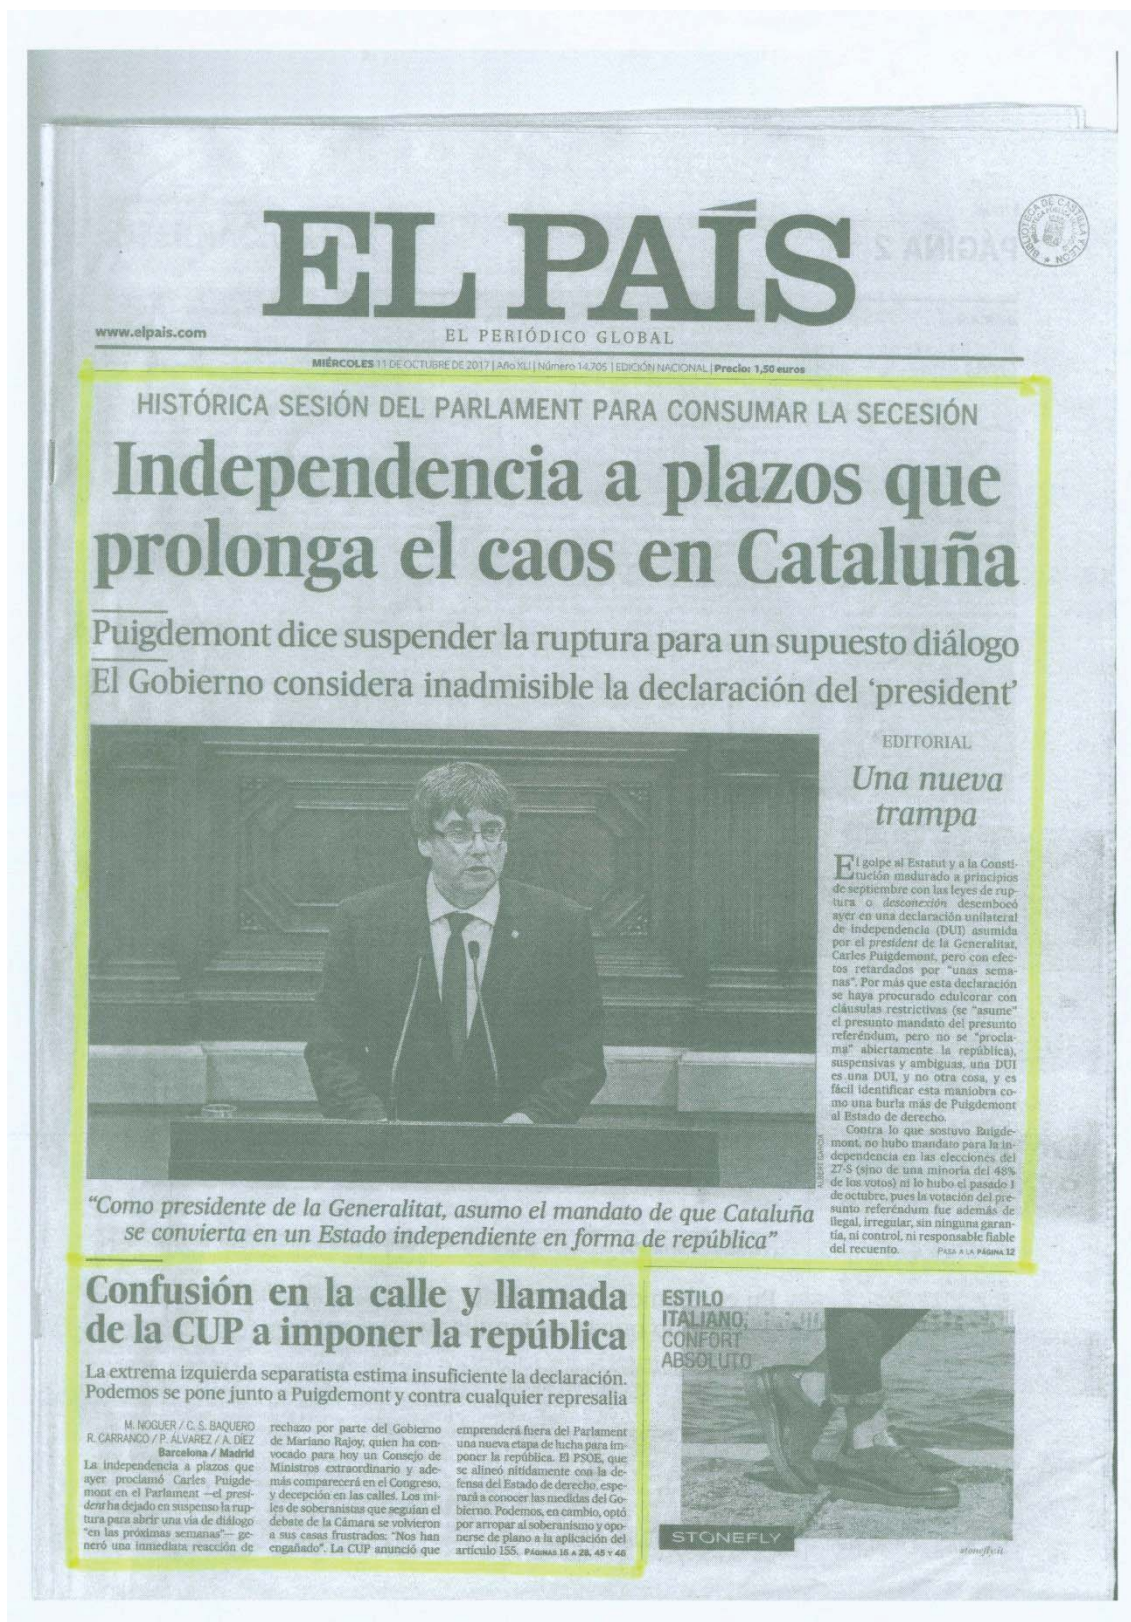 EL PAÍS
www.elpais.com
EL PERIÓDICO GLOBAL
MIÉRCOLES 11 DE OCTUBRE DE 2017 | Año XLI | Número 14.705 | EDICIÓN NACIONAL | Precio: 1,50 euros
BIBLIOTECA DE CASTILLA Y LEÓN
PÁGINA 2
HISTÓRICA SESIÓN DEL PARLAMENT PARA CONSUMAR LA SECESIÓN
Independencia a plazos que
prolonga el caos en Cataluña
Puigdemont dice suspender la ruptura para un supuesto diálogo
El Gobierno considera inadmisible la declaración del ‘president’
EDITORIAL
Una nueva
trampa
El golpe al Estatut y a la Consti-
tución madurado a principios
de septiembre con las leyes de rup-
tura o desconexión desembocó
ayer en una declaración unilateral
de independencia (DUI) asumida
por el president de la Generalitat,
Carles Puigdemont, pero con efec-
tos retardados por “unas sema-
nas”. Por más que esta declaración
se haya procurado edulcorar con
cláusulas restrictivas (se “asume”
el presunto mandato del presunto
referéndum, pero no se “procla-
ma” abiertamente la república),
suspensivas y ambiguas, una DUI
es una DUI, y no otra cosa, y es
fácil identificar esta maniobra co-
mo una burla más de Puigdemont
al Estado de derecho.
Contra lo que sostuvo Puigde-
mont, no hubo mandato para la in-
dependencia en las elecciones del
27-S (sino de una minoría del 48%
de los votos) ni lo hubo el pasado 1
de octubre, pues la votación del pre-
sunto referéndum fue además de
ilegal, irregular, sin ninguna garan-
tía, ni control, ni responsable fiable
del recuento. PASA A LA PÁGINA 12
ALBERT GARCIA
“Como presidente de la Generalitat, asumo el mandato de que Cataluña
se convierta en un Estado independiente en forma de república”
Confusión en la calle y llamada
de la CUP a imponer la república
La extrema izquierda separatista estima insuficiente la declaración.
Podemos se pone junto a Puigdemont y contra cualquier represalia
M. NOGUER / C. S. BAQUERO
R. CARRANCO / P. ÁLVAREZ / A. DÍEZ
Barcelona / Madrid
La independencia a plazos que
ayer proclamó Carles Puigde-
mont en el Parlament —el presi-
dent ha dejado en suspenso la rup-
tura para abrir una vía de diálogo
“en las próximas semanas”— ge-
neró una inmediata reacción de
rechazo por parte del Gobierno
de Mariano Rajoy, quien ha con-
vocado para hoy un Consejo de
Ministros extraordinario y ade-
más comparecerá en el Congreso,
y decepción en las calles. Los mi-
les de soberanistas que seguían el
debate de la Cámara se volvieron
a sus casas frustrados: “Nos han
engañado”. La CUP anunció que
emprenderá fuera del Parlament
una nueva etapa de lucha para im-
poner la república. El PSOE, que
se alineó nítidamente con la de-
fensa del Estado de derecho, espe-
rará a conocer las medidas del Go-
bierno. Podemos, en cambio, optó
por arropar al soberanismo y opo-
nerse de plano a la aplicación del
artículo 155. PÁGINAS 16 A 28, 45 Y 46
ESTILO
ITALIANO,
CONFORT
ABSOLUTO
STONEFLY
stonefly.it